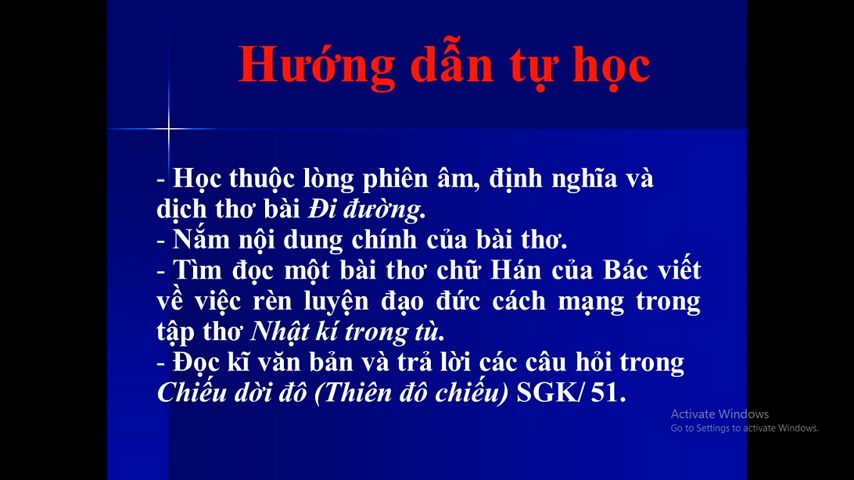 Hướng dẫn tự học
- Học thuộc lòng phiên âm, định nghĩa và
dịch thơ bài Đi đường.
- Nắm nội dung chính của bài thơ.
- Tìm đọc một bài thơ chữ Hán của Bác viết
về việc rèn luyện đạo đức cách mạng trong
tập thơ Nhật kí trong tù.
- Đọc kĩ văn bản và trả lời các câu hỏi trong
Chiếu dời đô (Thiên đô chiếu) SGK/ 51.
Activate Windows
Go to Settings to activate Windows.